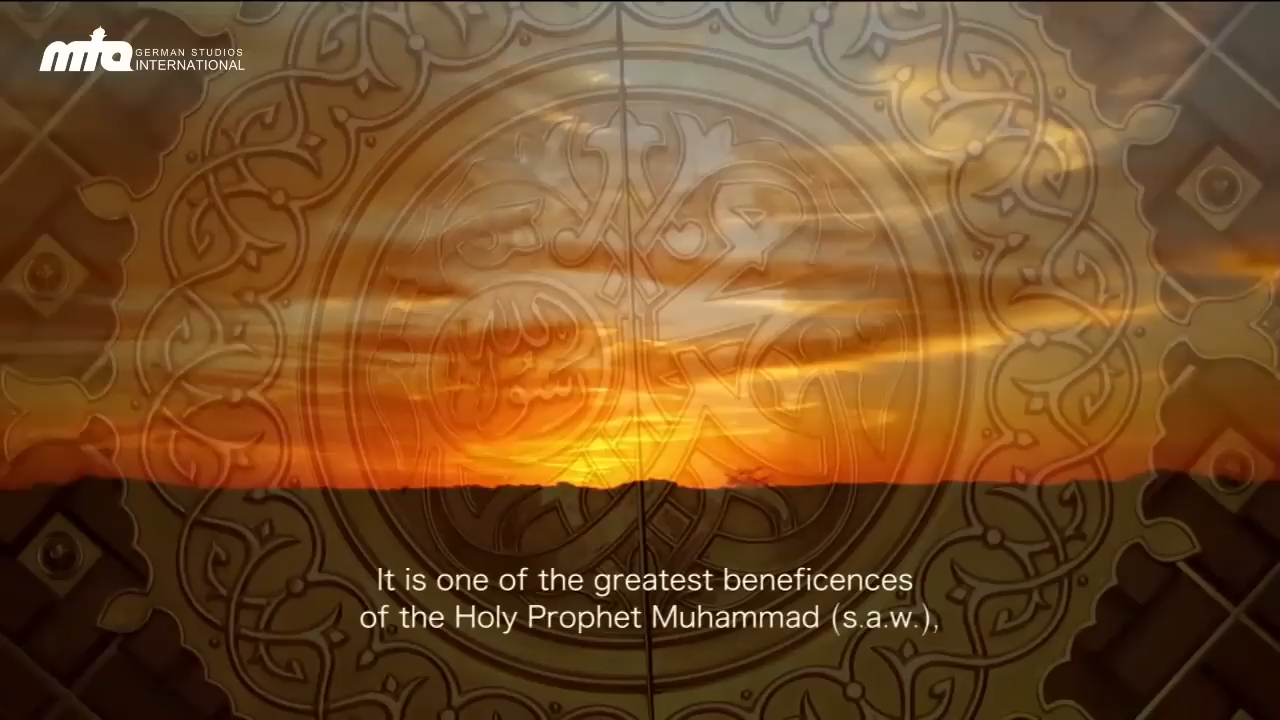 mta GERMAN STUDIOS
INTERNATIONAL
It is one of the greatest beneficences
of the Holy Prophet Muhammad (s.a.w.),